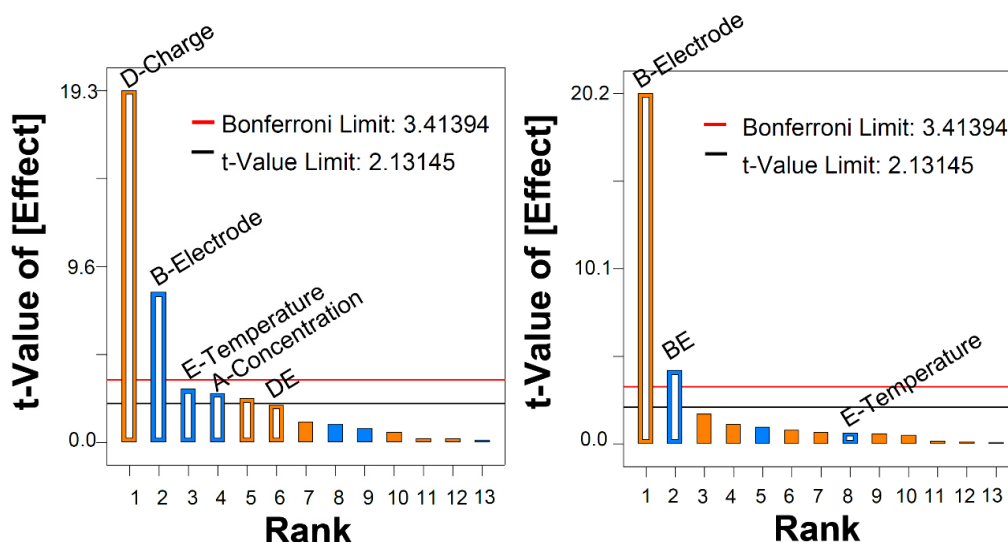 t-Value of [Effect]
19.3
9.6
0.0
D-Charge
B-Electrode
E-Temperature
A-Concentration
DE
Bonferroni Limit: 3.41394
t-Value Limit: 2.13145
1 2 3 4 5 6 7 8 9 10 11 12 13
Rank
t-Value of [Effect]
20.2
10.1
0.0
B-Electrode
BE
E-Temperature
Bonferroni Limit: 3.41394
t-Value Limit: 2.13145
1 2 3 4 5 6 7 8 9 10 11 12 13
Rank